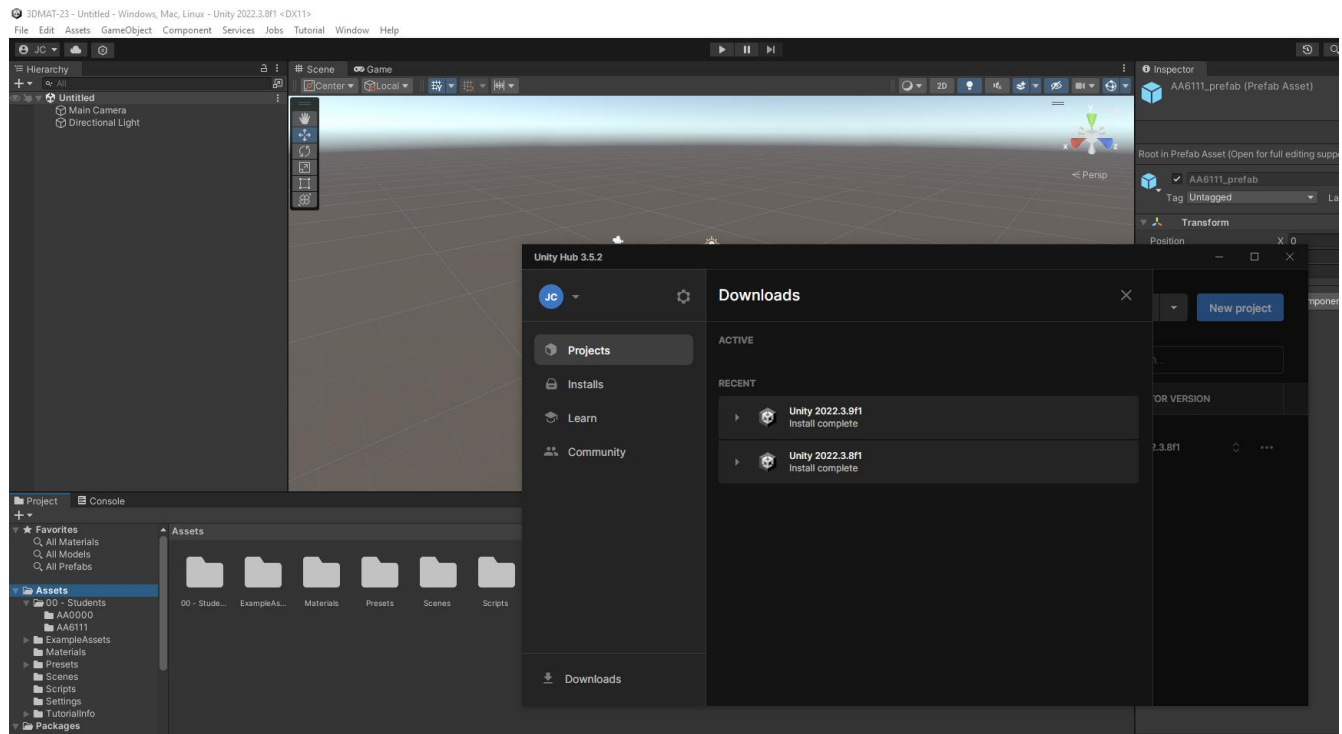 3DMAT-23 - Untitled - Windows, Mac, Linux - Unity 2022.3.8f1 <DX11>
File Edit Assets GameObject Component Services Jobs Tutorial Window Help
JC
Hierarchy
All
Untitled
Main Camera
Directional Light
Scene Game
Center Local
2D
x z
Persp
Inspector
AA6111_prefab (Prefab Asset)
Root in Prefab Asset (Open for full editing supp
AA6111_prefab
Tag Untagged La
Transform
Position X 0
mponen
Unity Hub 3.5.2
JC
Projects
Installs
Learn
Community
Downloads
Downloads
ACTIVE
RECENT
Unity 2022.3.9f1
Install complete
Unity 2022.3.8f1
Install complete
New project
TOR VERSION
2.3.8f1
Project Console
Favorites
All Materials
All Models
All Prefabs
Assets
00 - Students
AA0000
AA6111
ExampleAssets
Materials
Presets
Scenes
Scripts
Settings
TutorialInfo
Packages
Assets
00 - Stude... ExampleAs... Materials Presets Scenes Scripts